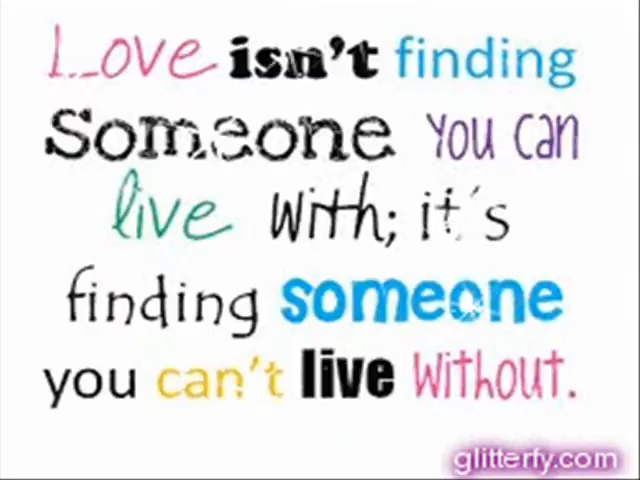 Love isn't finding
Someone you can
live with; it's
finding someone
you can't live without.
glitterfy.com